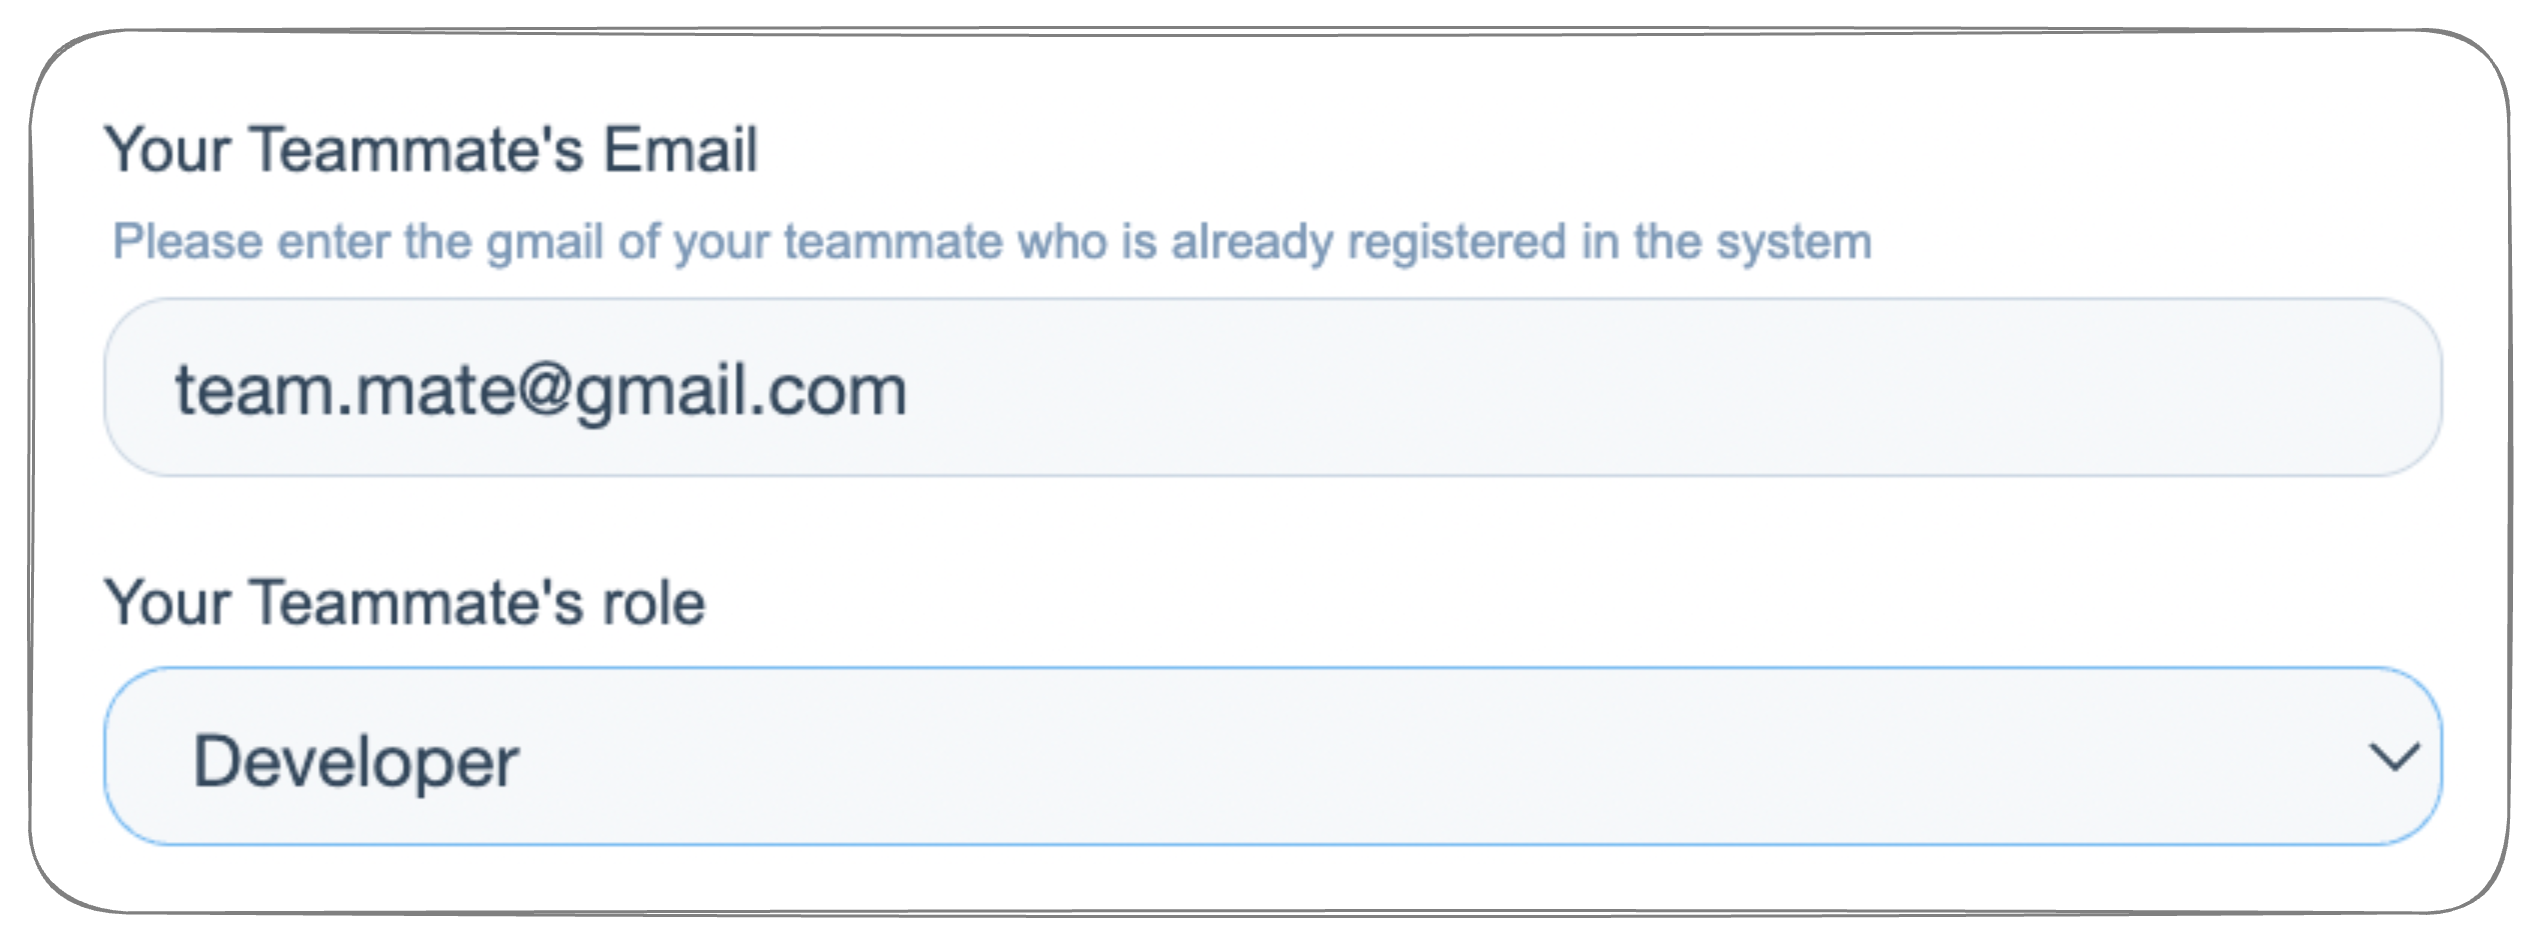 Your Teammate's Email
Please enter the gmail of your teammate who is already registered in the system
team.mate@gmail.com
Your Teammate's role
Developer